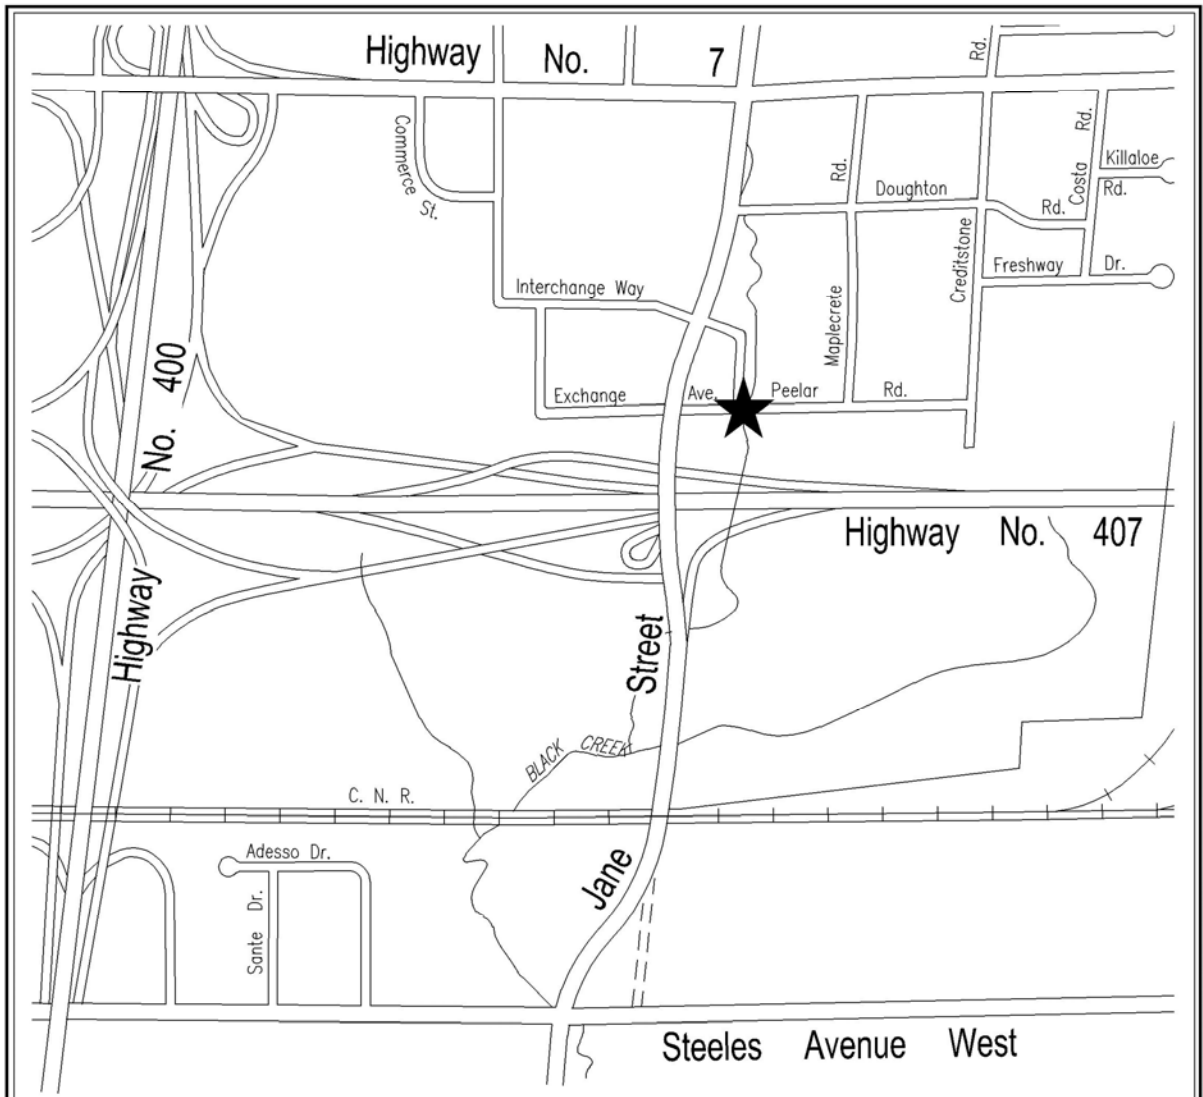 Highway No. 7
Rd.
Commerce St.
Rd.
Doughton Rd.
Costa Rd.
Killaloe Rd.
Creditstone
Freshway Dr.
Interchange Way
Maplecrete
Highway No. 400
Exchange Ave.
Peelar Rd.
Highway No. 407
Jane Street
BLACK CREEK
C. N. R.
Adesso Dr.
Sante Dr.
Steeles Avenue West